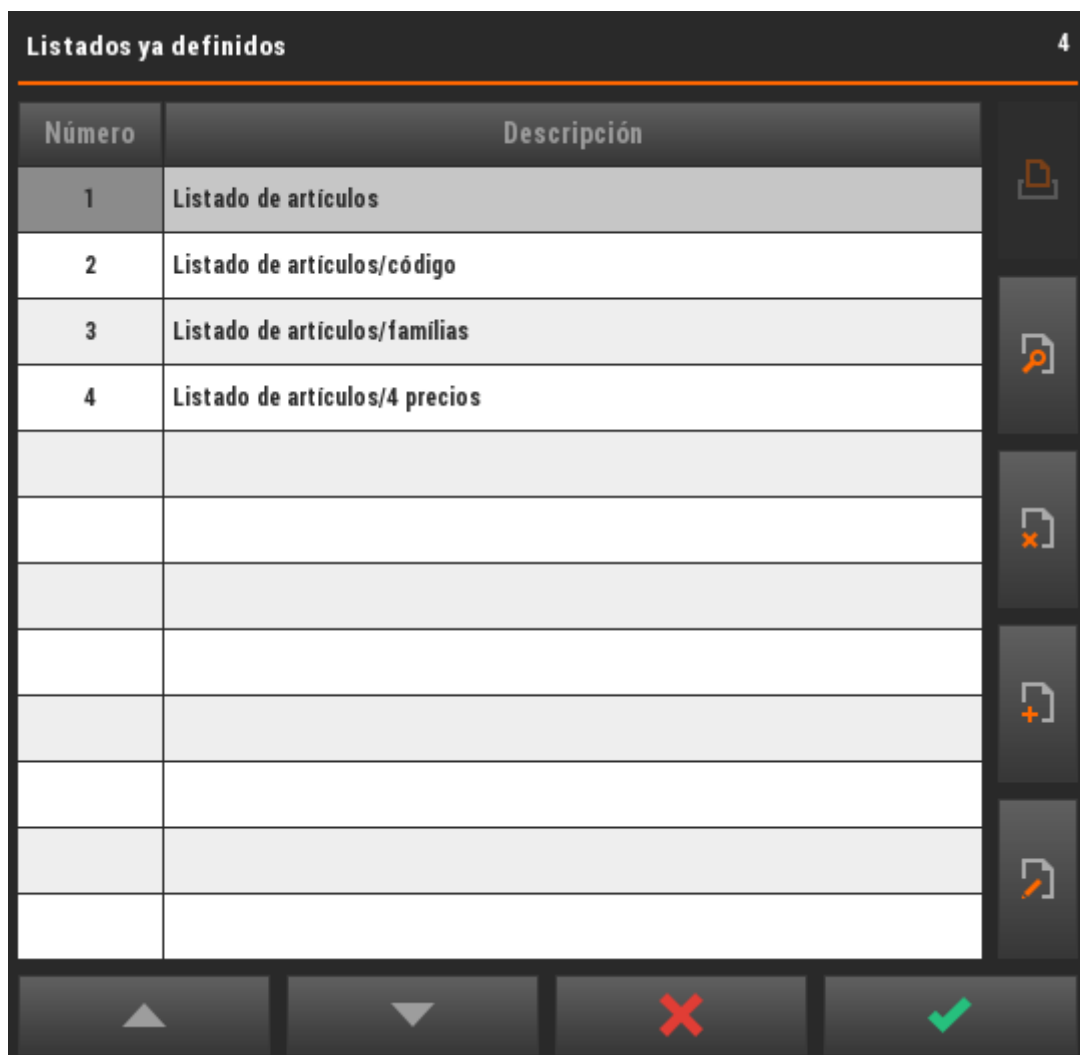 Listados ya definidos 4
Número Descripción
1 Listado de artículos
2 Listado de artículos/código
3 Listado de artículos/famílias
4 Listado de artículos/4 precios